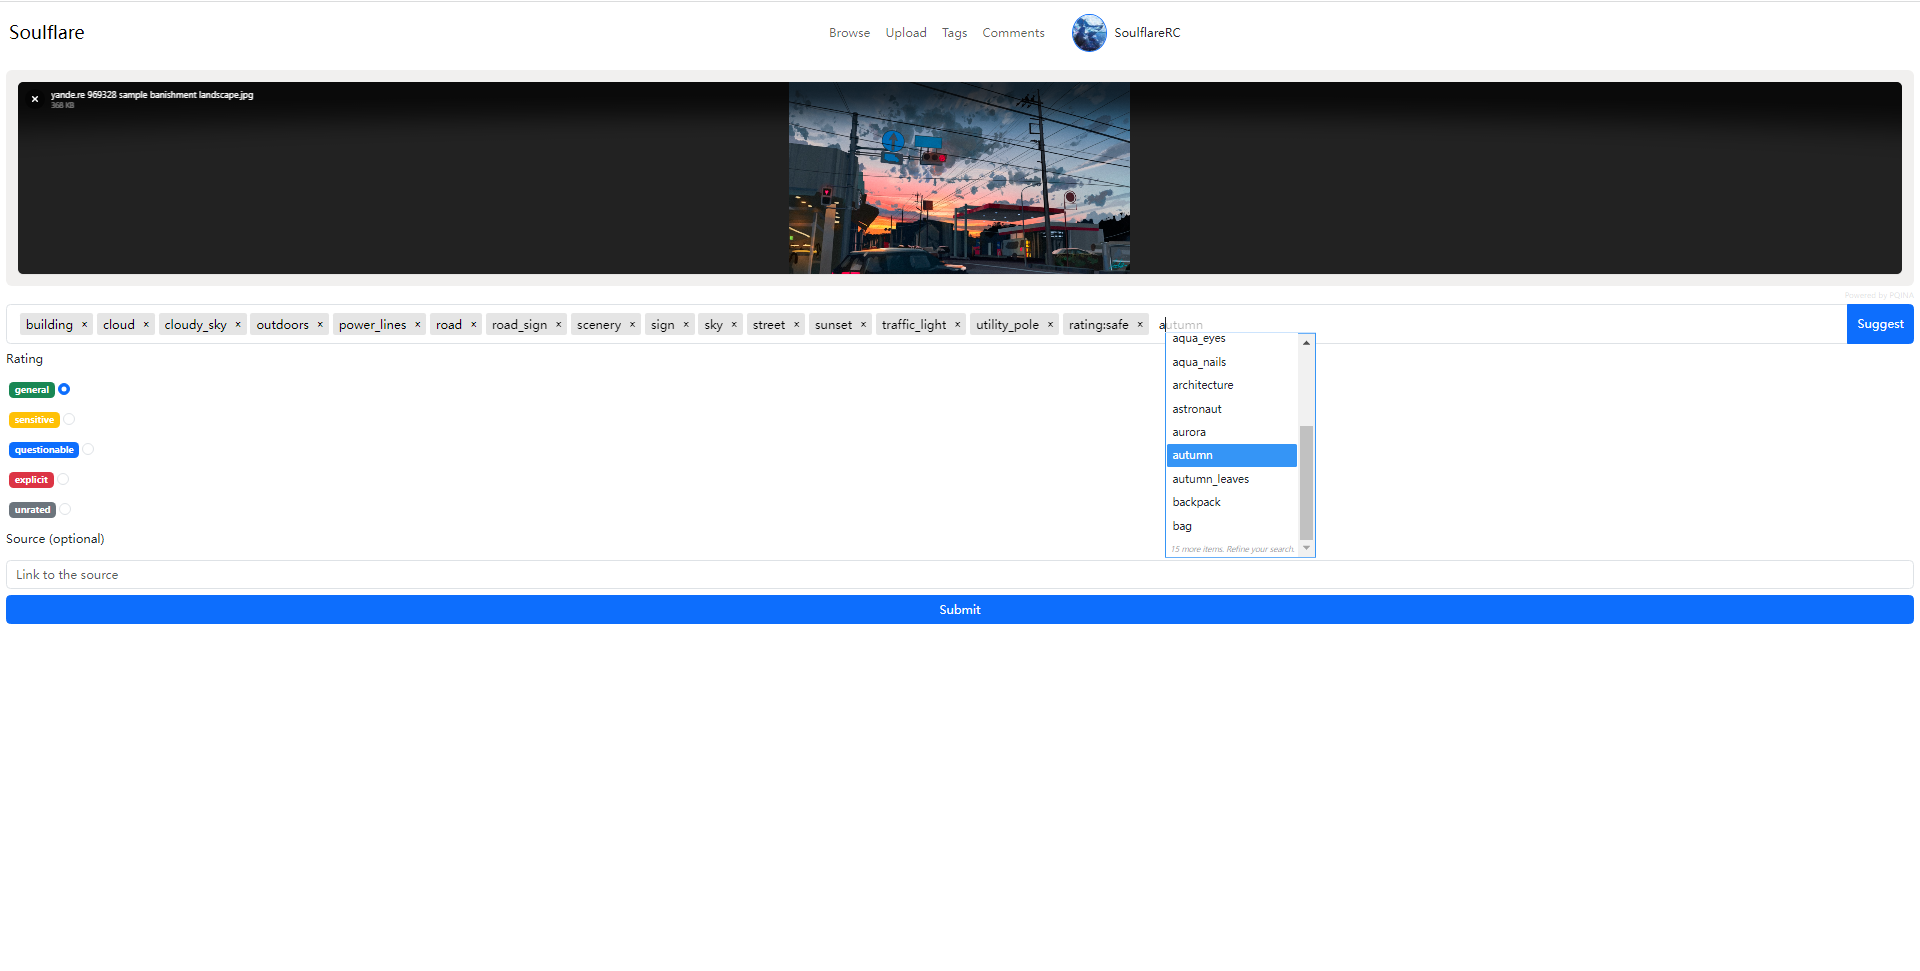 Soulflare
Browse Upload Tags Comments SoulflareRC
× yande.re 969328 sample banishment landscape.jpg
368 KB
Powered by PQINA
building × cloud × cloudy_sky × outdoors × power_lines × road × road_sign × scenery × sign × sky × street × sunset × traffic_light × utility_pole × rating:safe × autumn
Suggest
aqua_eyes
aqua_nails
architecture
astronaut
aurora
autumn
autumn_leaves
backpack
bag
15 more items. Refine your search.
Rating
general
sensitive
questionable
explicit
unrated
Source (optional)
Link to the source
Submit